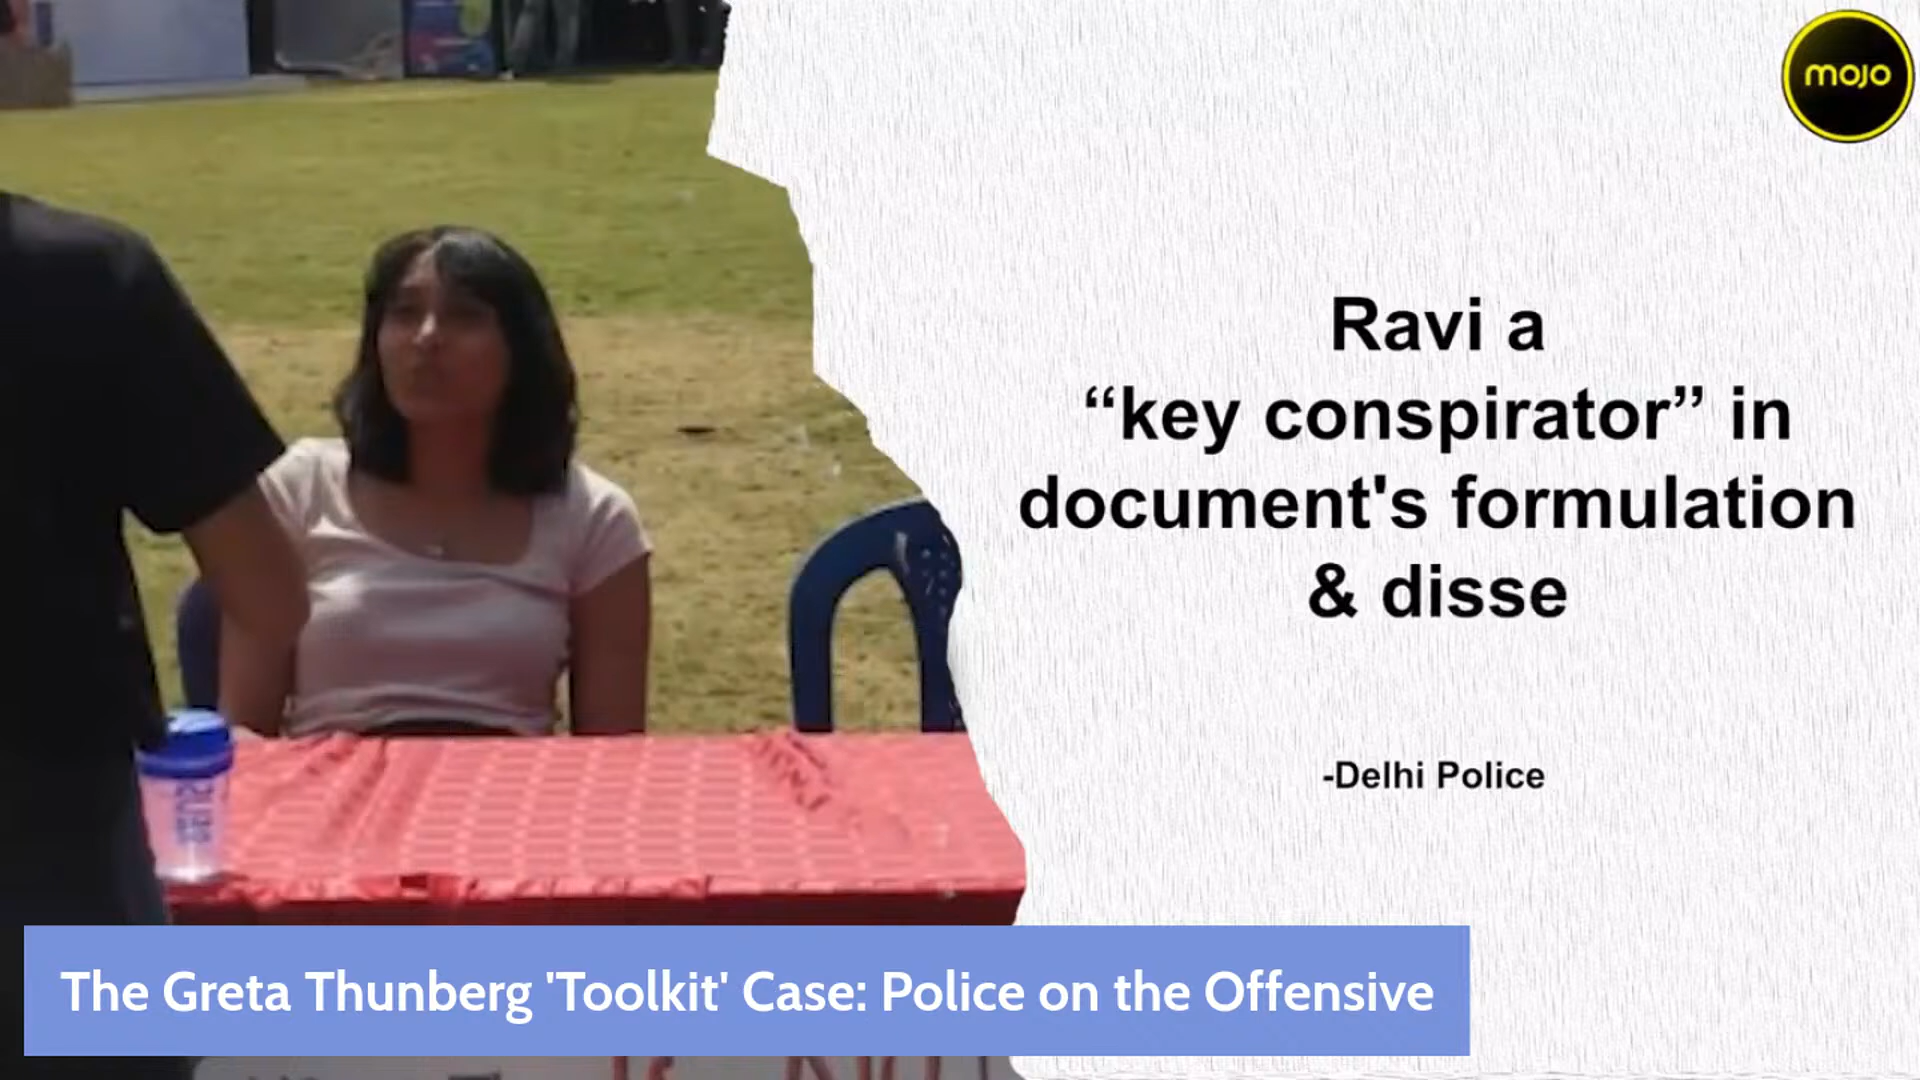 mojo
Ravi a
“key conspirator” in
document's formulation
& disse
-Delhi Police
The Greta Thunberg 'Toolkit' Case: Police on the Offensive